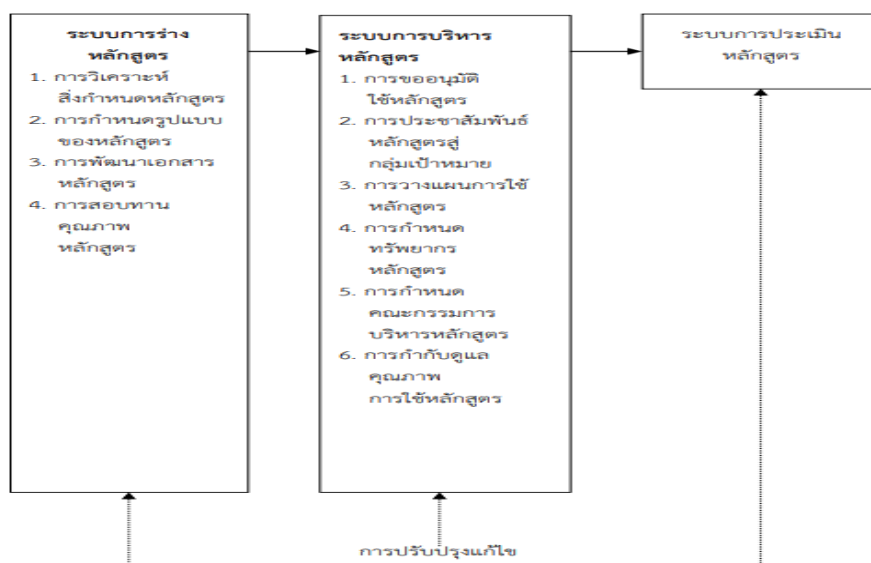 ระบบการร่าง
หลักสูตร
1. การวิเคราะห์
สิ่งกำหนดหลักสูตร
2. การกำหนดรูปแบบ
ของหลักสูตร
3. การพัฒนาเอกสาร
หลักสูตร
4. การสอบทาน
คุณภาพ
หลักสูตร
ระบบการบริหาร
หลักสูตร
1. การขออนุมัติ
ใช้หลักสูตร
2. การประชาสัมพันธ์
หลักสูตรสู่
กลุ่มเป้าหมาย
3. การวางแผนการใช้
หลักสูตร
4. การกำหนด
ทรัพยากร
หลักสูตร
5. การกำหนด
คณะกรรมการ
บริหารหลักสูตร
6. การกำกับดูแล
คุณภาพ
การใช้หลักสูตร
ระบบการประเมิน
หลักสูตร
การปรับปรุงแก้ไข